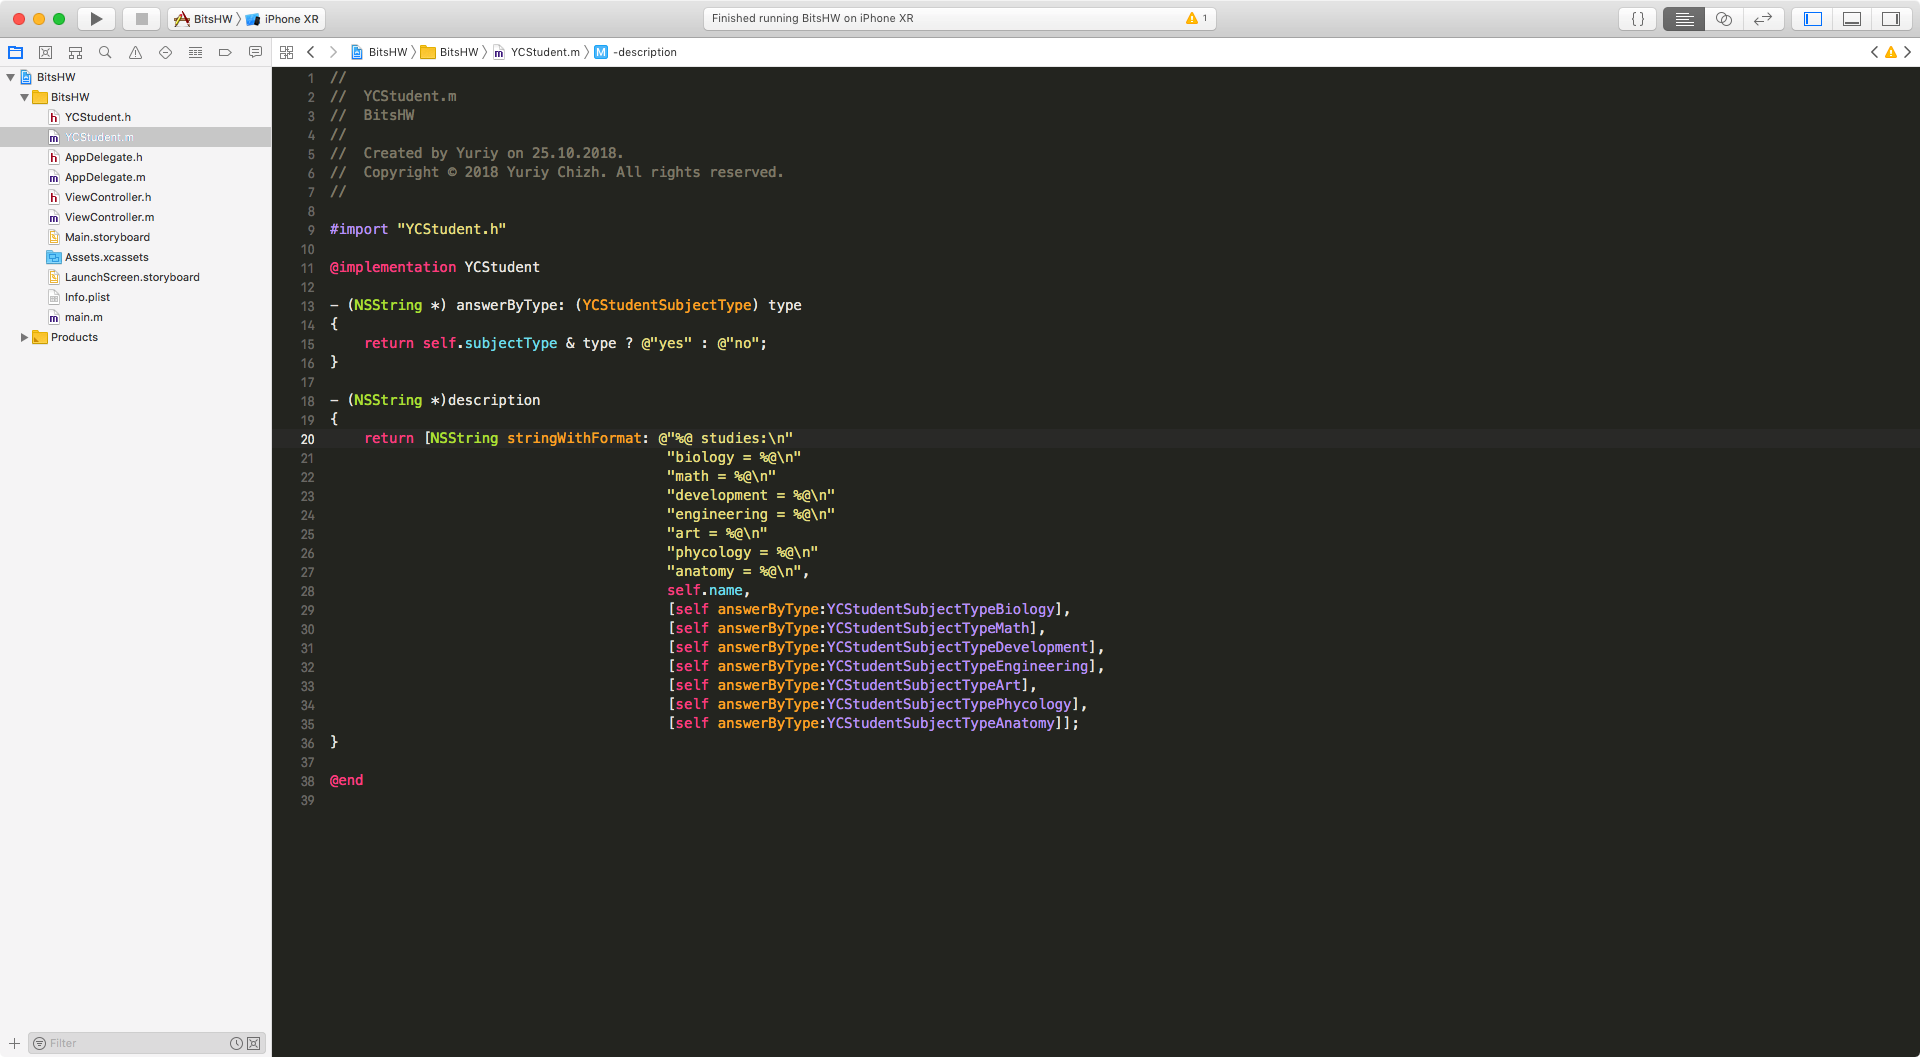 BitsHW iPhone XR
Finished running BitsHW on iPhone XR 1
{ }
BitsHW BitsHW m YCStudent.m M -description
BitsHW
BitsHW
h YCStudent.h
m YCStudent.m
h AppDelegate.h
m AppDelegate.m
h ViewController.h
m ViewController.m
Main.storyboard
Assets.xcassets
LaunchScreen.storyboard
Info.plist
m main.m
Products
Filter
1 //
2 //  YCStudent.m
3 //  BitsHW
4 //
5 //  Created by Yuriy on 25.10.2018.
6 //  Copyright © 2018 Yuriy Chizh. All rights reserved.
7 //
8
9 #import "YCStudent.h"
10
11 @implementation YCStudent
12
13 - (NSString *) answerByType: (YCStudentSubjectType) type
14 {
15     return self.subjectType & type ? @"yes" : @"no";
16 }
17
18 - (NSString *)description
19 {
20     return [NSString stringWithFormat: @"%@ studies:\n"
21                                         "biology = %@\n"
22                                         "math = %@\n"
23                                         "development = %@\n"
24                                         "engineering = %@\n"
25                                         "art = %@\n"
26                                         "phycology = %@\n"
27                                         "anatomy = %@\n",
28                                         self.name,
29                                         [self answerByType:YCStudentSubjectTypeBiology],
30                                         [self answerByType:YCStudentSubjectTypeMath],
31                                         [self answerByType:YCStudentSubjectTypeDevelopment],
32                                         [self answerByType:YCStudentSubjectTypeEngineering],
33                                         [self answerByType:YCStudentSubjectTypeArt],
34                                         [self answerByType:YCStudentSubjectTypePhycology],
35                                         [self answerByType:YCStudentSubjectTypeAnatomy]];
36 }
37
38 @end
39